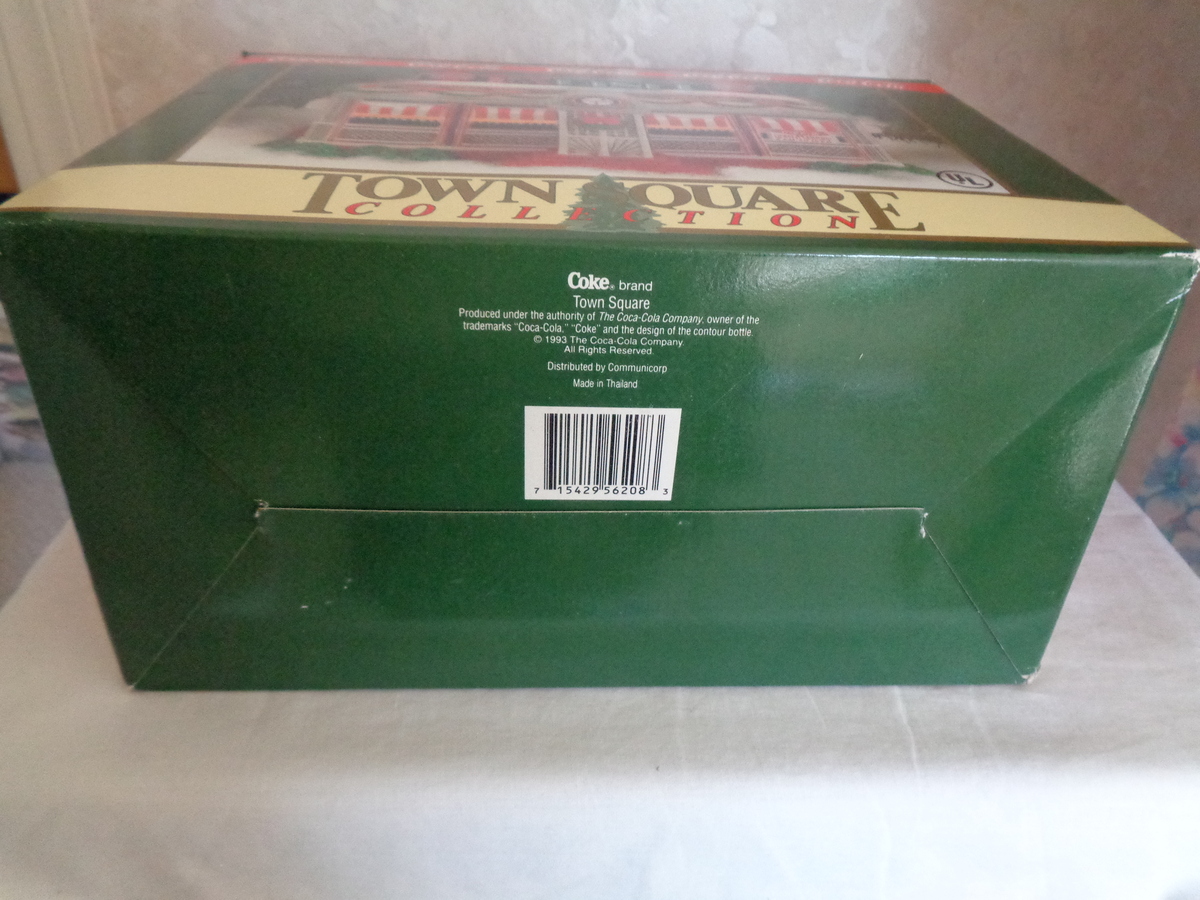 TOWN SQUARE
COLLECTION
UL
Coke® brand
Town Square
Produced under the authority of The Coca-Cola Company, owner of the
trademarks "Coca-Cola," "Coke" and the design of the contour bottle.
© 1993 The Coca-Cola Company.
All Rights Reserved.
Distributed by Communicorp
Made in Thailand
7 15429 56208 3